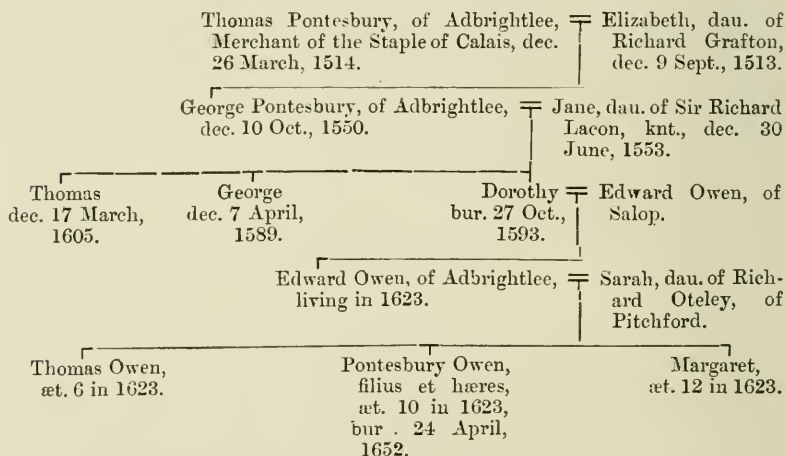 Thomas Pontesbury, of Adbrightlee,
Merchant of the Staple of Calais, dec.
26 March, 1514.
=
Elizabeth, dau. of
Richard Grafton,
dec. 9 Sept., 1513.
George Pontesbury, of Adbrightlee,
dec. 10 Oct., 1550.
=
Jane, dau. of Sir Richard
Lacon, knt., dec. 30
June, 1553.
Thomas
dec. 17 March,
1605.
George
dec. 7 April,
1589.
Dorothy
bur. 27 Oct.,
1593.
=
Edward Owen, of
Salop.
Edward Owen, of Adbrightlee,
living in 1623.
=
Sarah, dau. of Rich-
ard Oteley, of
Pitchford.
Thomas Owen,
æt. 6 in 1623.
Pontesbury Owen,
filius et hæres,
æt. 10 in 1623,
bur . 24 April,
1652.
Margaret,
æt. 12 in 1623.